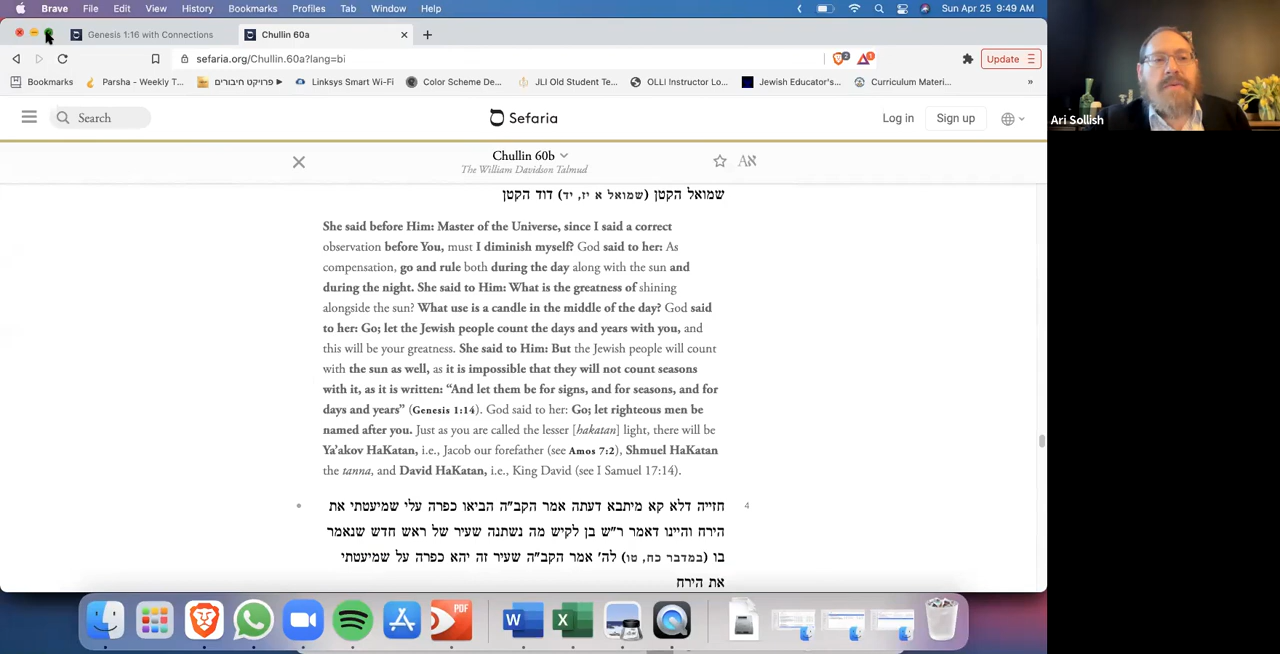 Brave File Edit View History Bookmarks Profiles Tab Window Help Sun Apr 25 9:49 AM
Genesis 1:16 with Connections Chullin 60a
sefaria.org/Chullin.60a?lang=bi 2 1 Update
Bookmarks Parsha - Weekly T... פרויקט חיבורים Linksys Smart Wi-Fi Color Scheme De... JLI Old Student Te... OLLI Instructor Lo... Jewish Educator's... Curriculum Materi... »
Search Sefaria Log in Sign up
Chullin 60b
The William Davidson Talmud
שמואל הקטן (שמואל א יז, יד) דוד הקטן
She said before Him: Master of the Universe, since I said a correct
observation before You, must I diminish myself? God said to her: As
compensation, go and rule both during the day along with the sun and
during the night. She said to Him: What is the greatness of shining
alongside the sun? What use is a candle in the middle of the day? God said
to her: Go; let the Jewish people count the days and years with you, and
this will be your greatness. She said to Him: But the Jewish people will count
with the sun as well, as it is impossible that they will not count seasons
with it, as it is written: “And let them be for signs, and for seasons, and for
days and years” (Genesis 1:14). God said to her: Go; let righteous men be
named after you. Just as you are called the lesser [hakatan] light, there will be
Ya’akov HaKatan, i.e., Jacob our forefather (see Amos 7:2), Shmuel HaKatan
the tanna, and David HaKatan, i.e., King David (see I Samuel 17:14).
חזייה דלא קא מיתבא דעתה אמר הקב"ה הביאו כפרה עלי שמיעטתי את 4
הירח והיינו דאמר ר"ש בן לקיש מה נשתנה שעיר של ראש חדש שנאמר
בו (במדבר כח, טו) לה' אמר הקב"ה שעיר זה יהא כפרה על שמיעטתי
את הירח
PDF
Ari Sollish